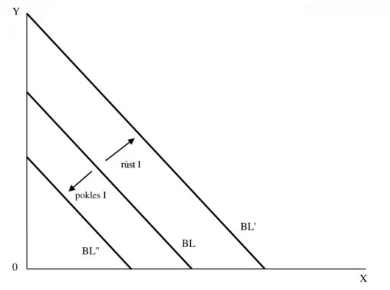 Y
růst I
pokles I
BL'
BL
BL"
0
X